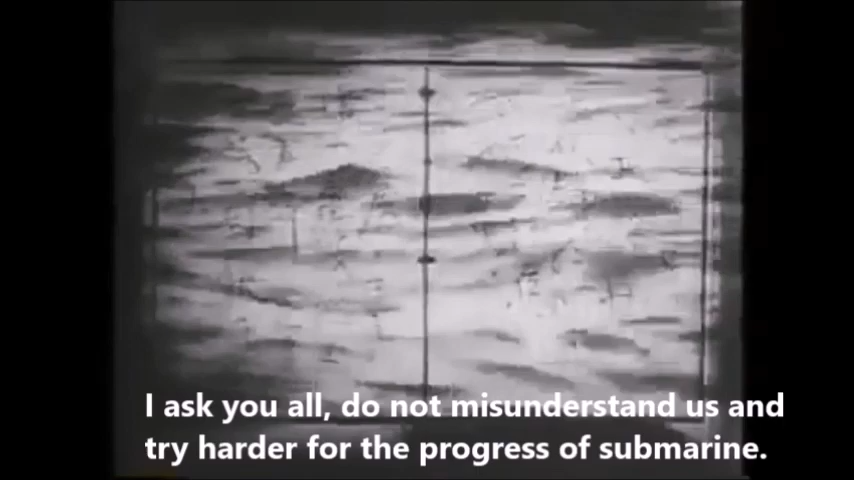 I ask you all, do not misunderstand us and
try harder for the progress of submarine.